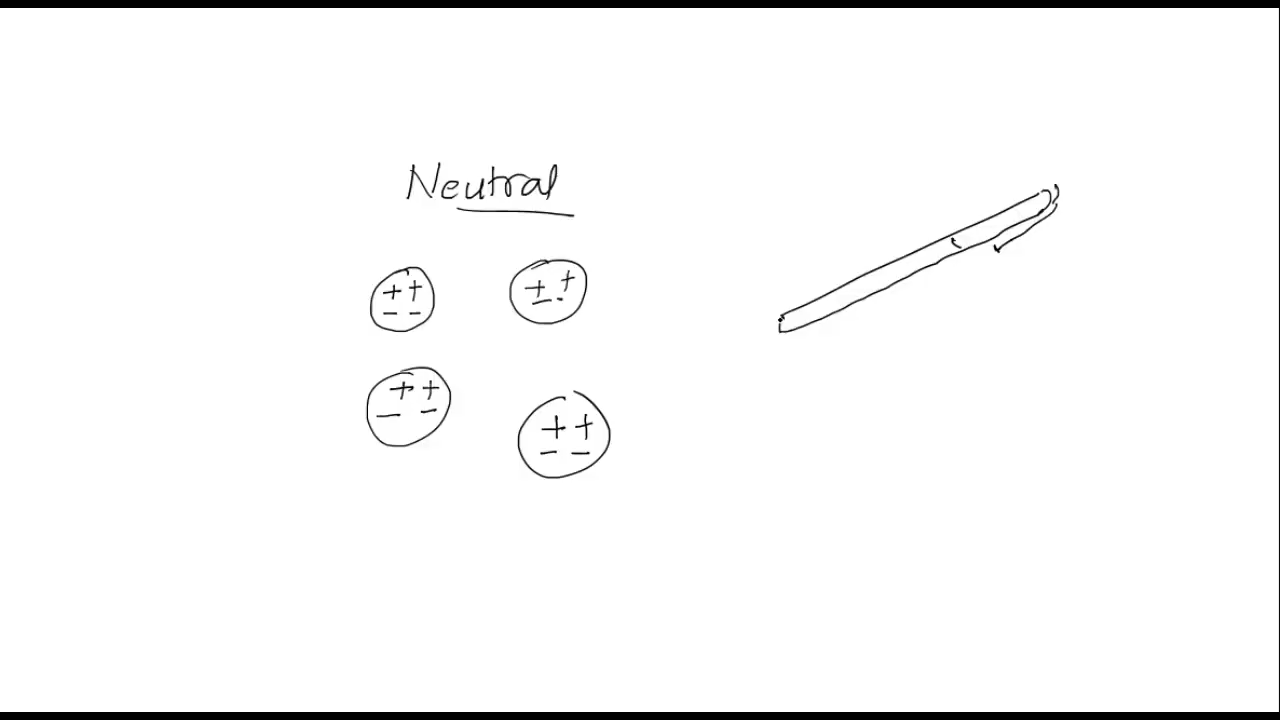 Neutral
+ + + +
- - - -
+ + + +
- - - -